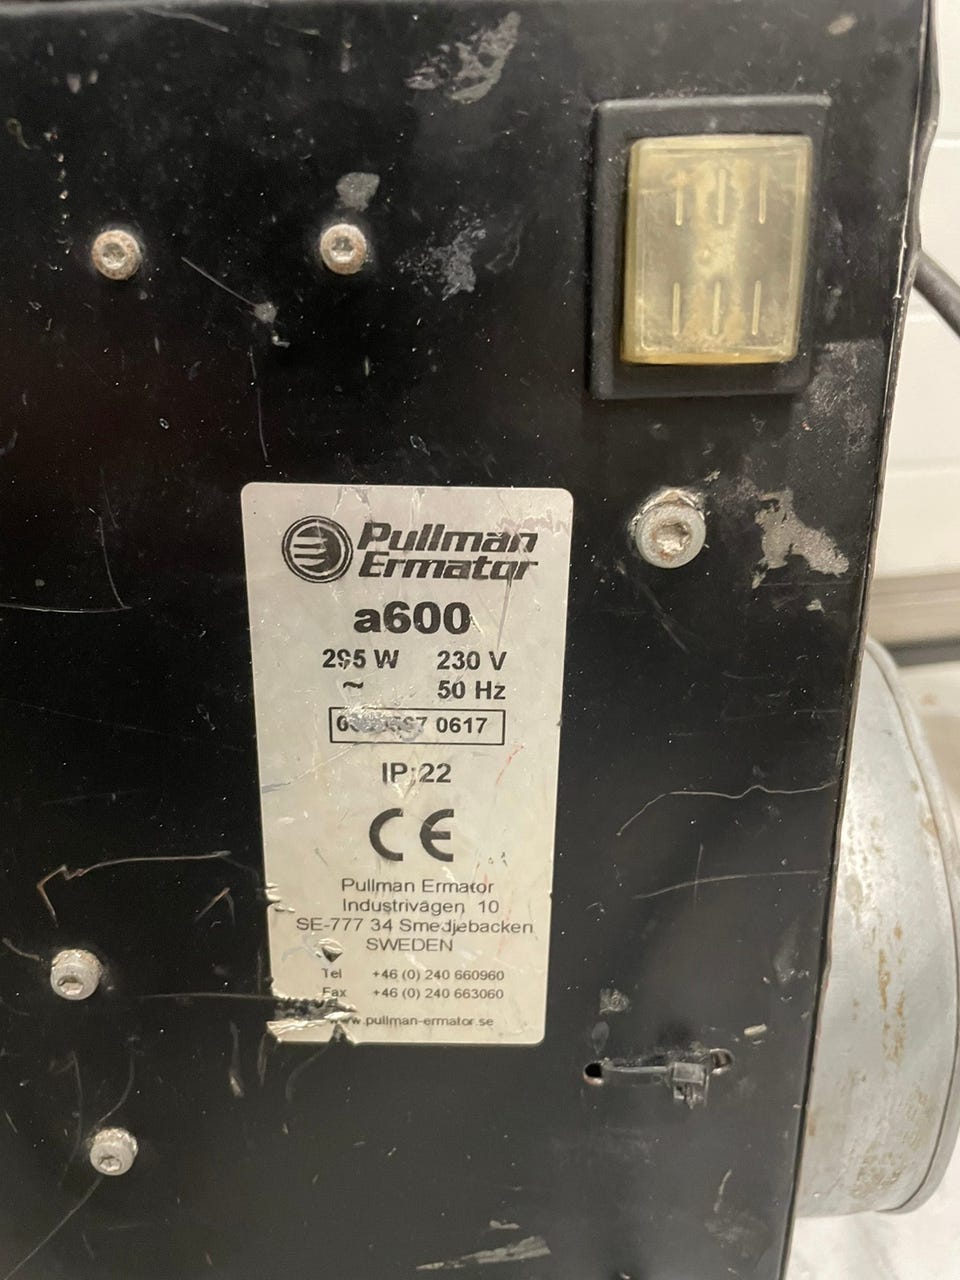 Pullman
Ermator
a600
295 W 230 V
~ 50 Hz
0617
IP:22
CE
Pullman Ermator
Industrivägen 10
SE-777 34 Smedjebacken
SWEDEN
Tel +46 (0) 240 660960
Fax +46 (0) 240 663060
www.pullman-ermator.se